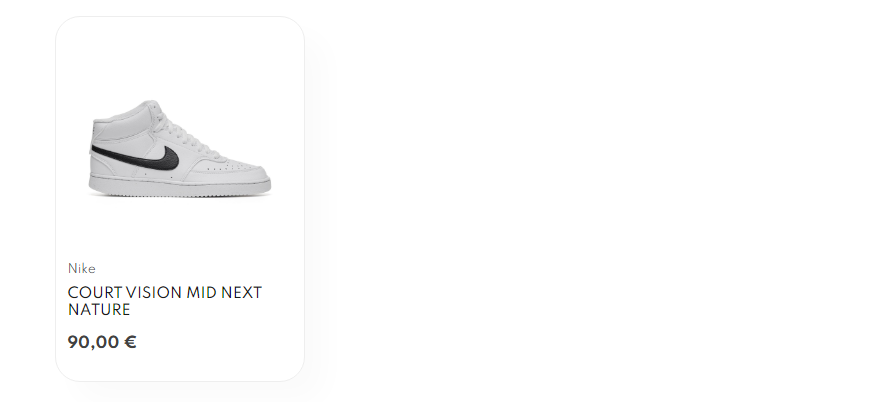 Nike
COURT VISION MID NEXT
NATURE
90,00 €